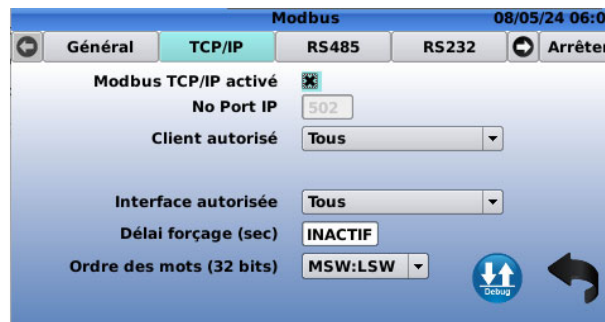 Modbus 08/05/24 06:0
Général TCP/IP RS485 RS232 Arrêter
Modbus TCP/IP activé
No Port IP 502
Client autorisé Tous
Interface autorisée Tous
Délai forçage (sec) INACTIF
Ordre des mots (32 bits) MSW:LSW
Debug